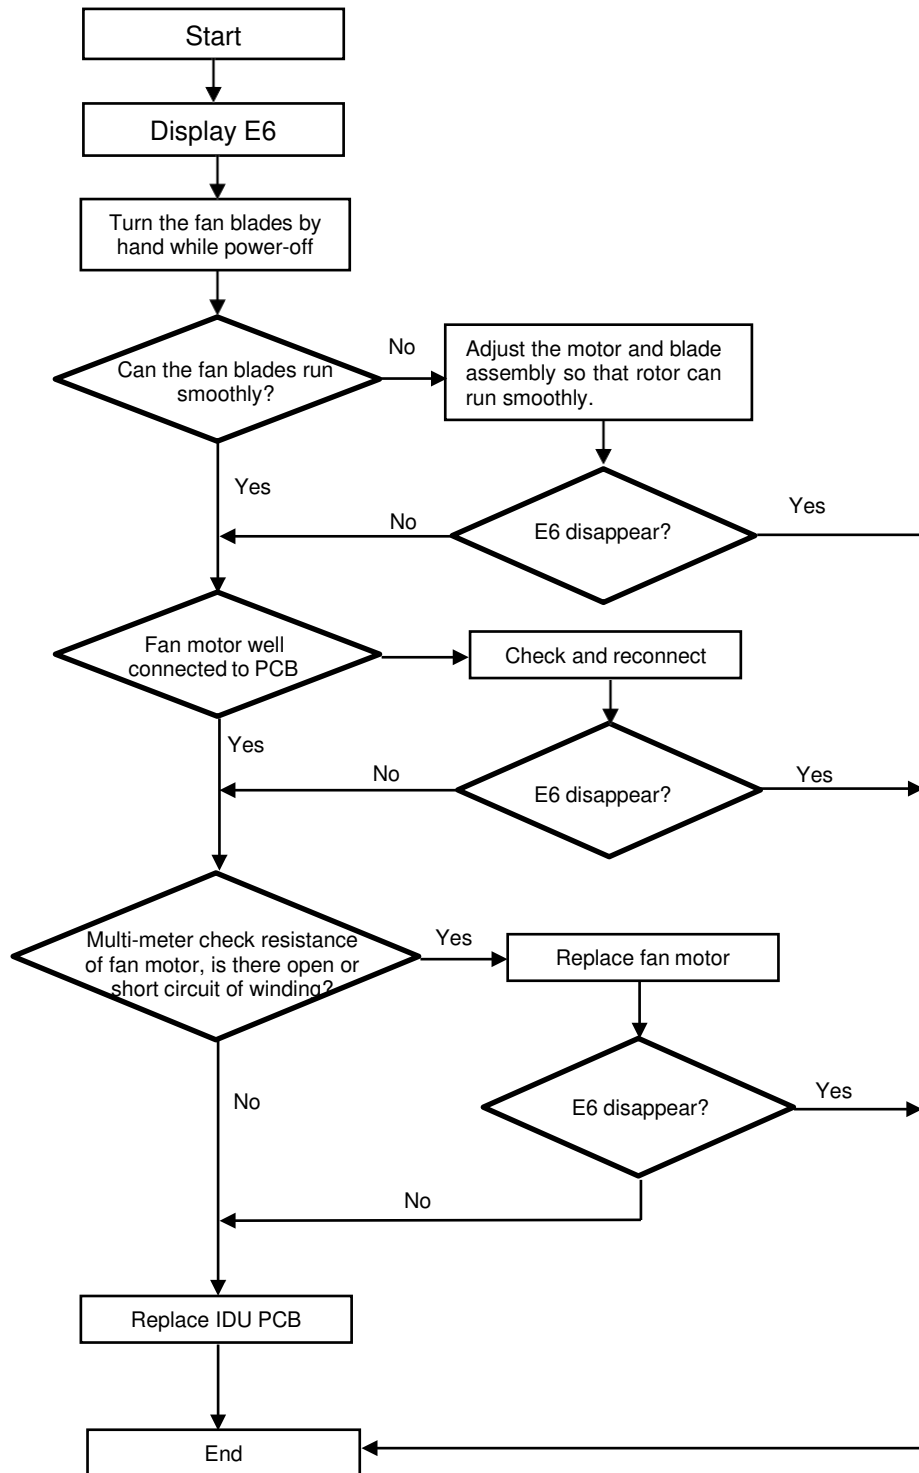 Start
Display E6
Turn the fan blades by
hand while power-off
Can the fan blades run
smoothly?
No
Adjust the motor and blade
assembly so that rotor can
run smoothly.
Yes
No
E6 disappear?
Yes
Fan motor well
connected to PCB
Check and reconnect
Yes
No
E6 disappear?
Yes
Multi-meter check resistance
of fan motor, is there open or
short circuit of winding?
Yes
Replace fan motor
No
E6 disappear?
Yes
No
Replace IDU PCB
End